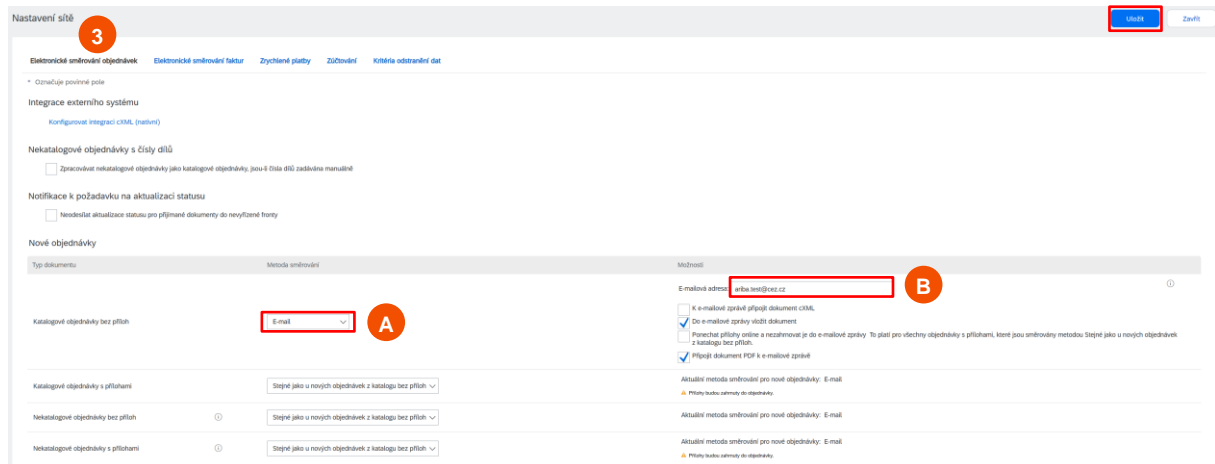 Nastavení sítě
Uložit
Zavřít
3
Elektronické směrování objednávek
Elektronické směrování faktur
Zrychlené platby
Zúčtování
Kritéria odstranění dat
* Označuje povinné pole
Integrace externího systému
Konfigurovat integraci cXML (nativní)
Nekatalogové objednávky s čísly dílů
Zpracovávat nekatalogové objednávky jako katalogové objednávky, jsou-li čísla dílů zadávána manuálně
Notifikace k požadavku na aktualizaci statusu
Neodesílat aktualizace statusu pro přijímané dokumenty do nevyřízené fronty
Nové objednávky
Typ dokumentu
Metoda směrování
Možnosti
Katalogové objednávky bez příloh
E-mail
A
E-mailová adresa:
ariba.test@cez.cz
B
K e-mailové zprávě připojit dokument cXML
Do e-mailové zprávy vložit dokument
Ponechat přílohy online a nezahrnovat je do e-mailové zprávy To platí pro všechny objednávky s přílohami, které jsou směrovány metodou Stejné jako u nových objednávek
z katalogu bez příloh.
Připojit dokument PDF k e-mailové zprávě
Katalogové objednávky s přílohami
Stejné jako u nových objednávek z katalogu bez příloh
Aktuální metoda směrování pro nové objednávky: E-mail
Přílohy budou zahrnuty do objednávky.
Nekatalogové objednávky bez příloh
Stejné jako u nových objednávek z katalogu bez příloh
Aktuální metoda směrování pro nové objednávky: E-mail
Nekatalogové objednávky s přílohami
Stejné jako u nových objednávek z katalogu bez příloh
Aktuální metoda směrování pro nové objednávky: E-mail
Přílohy budou zahrnuty do objednávky.